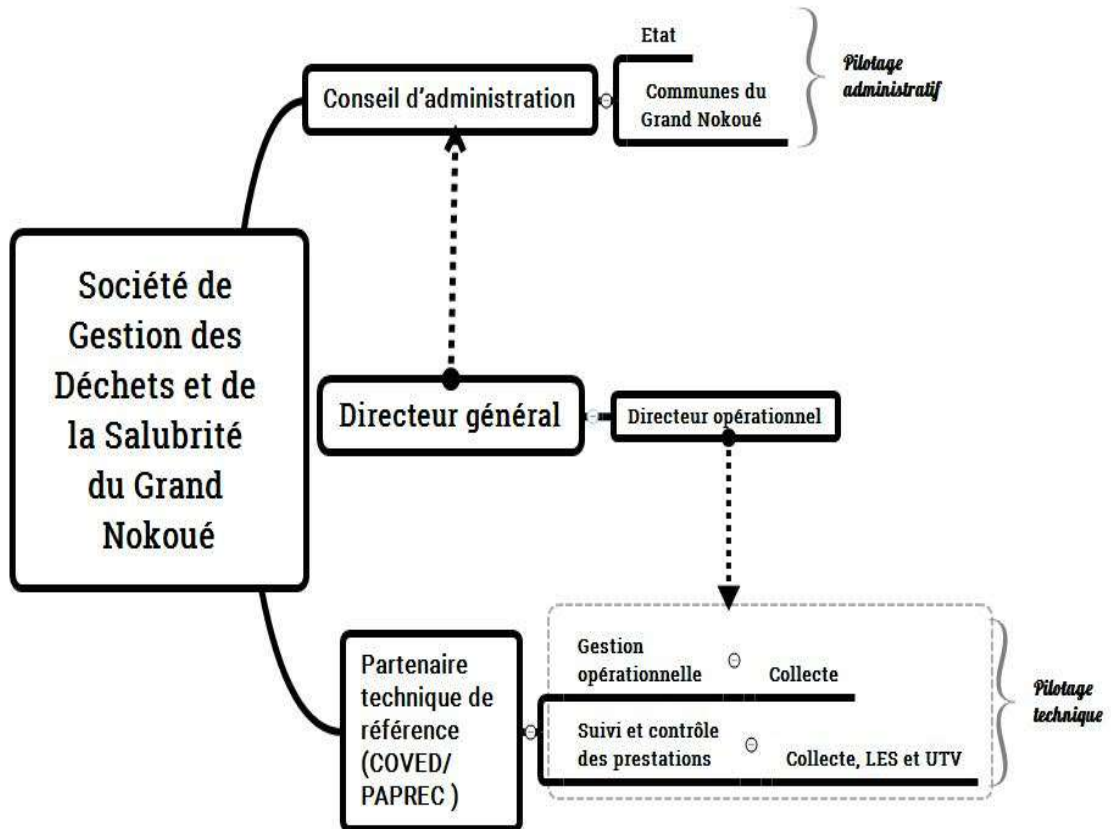 Etat
Conseil d'administration
Communes du
Grand Nokoué
Pilotage
administratif
Société de
Gestion des
Déchets et de
la Salubrité
du Grand
Nokoué
Directeur général
Directeur opérationnel
Partenaire
technique de
référence
(COVED/
PAPREC )
Gestion
opérationnelle
Collecte
Suivi et contrôle
des prestations
Collecte, LES et UTV
Pilotage
technique